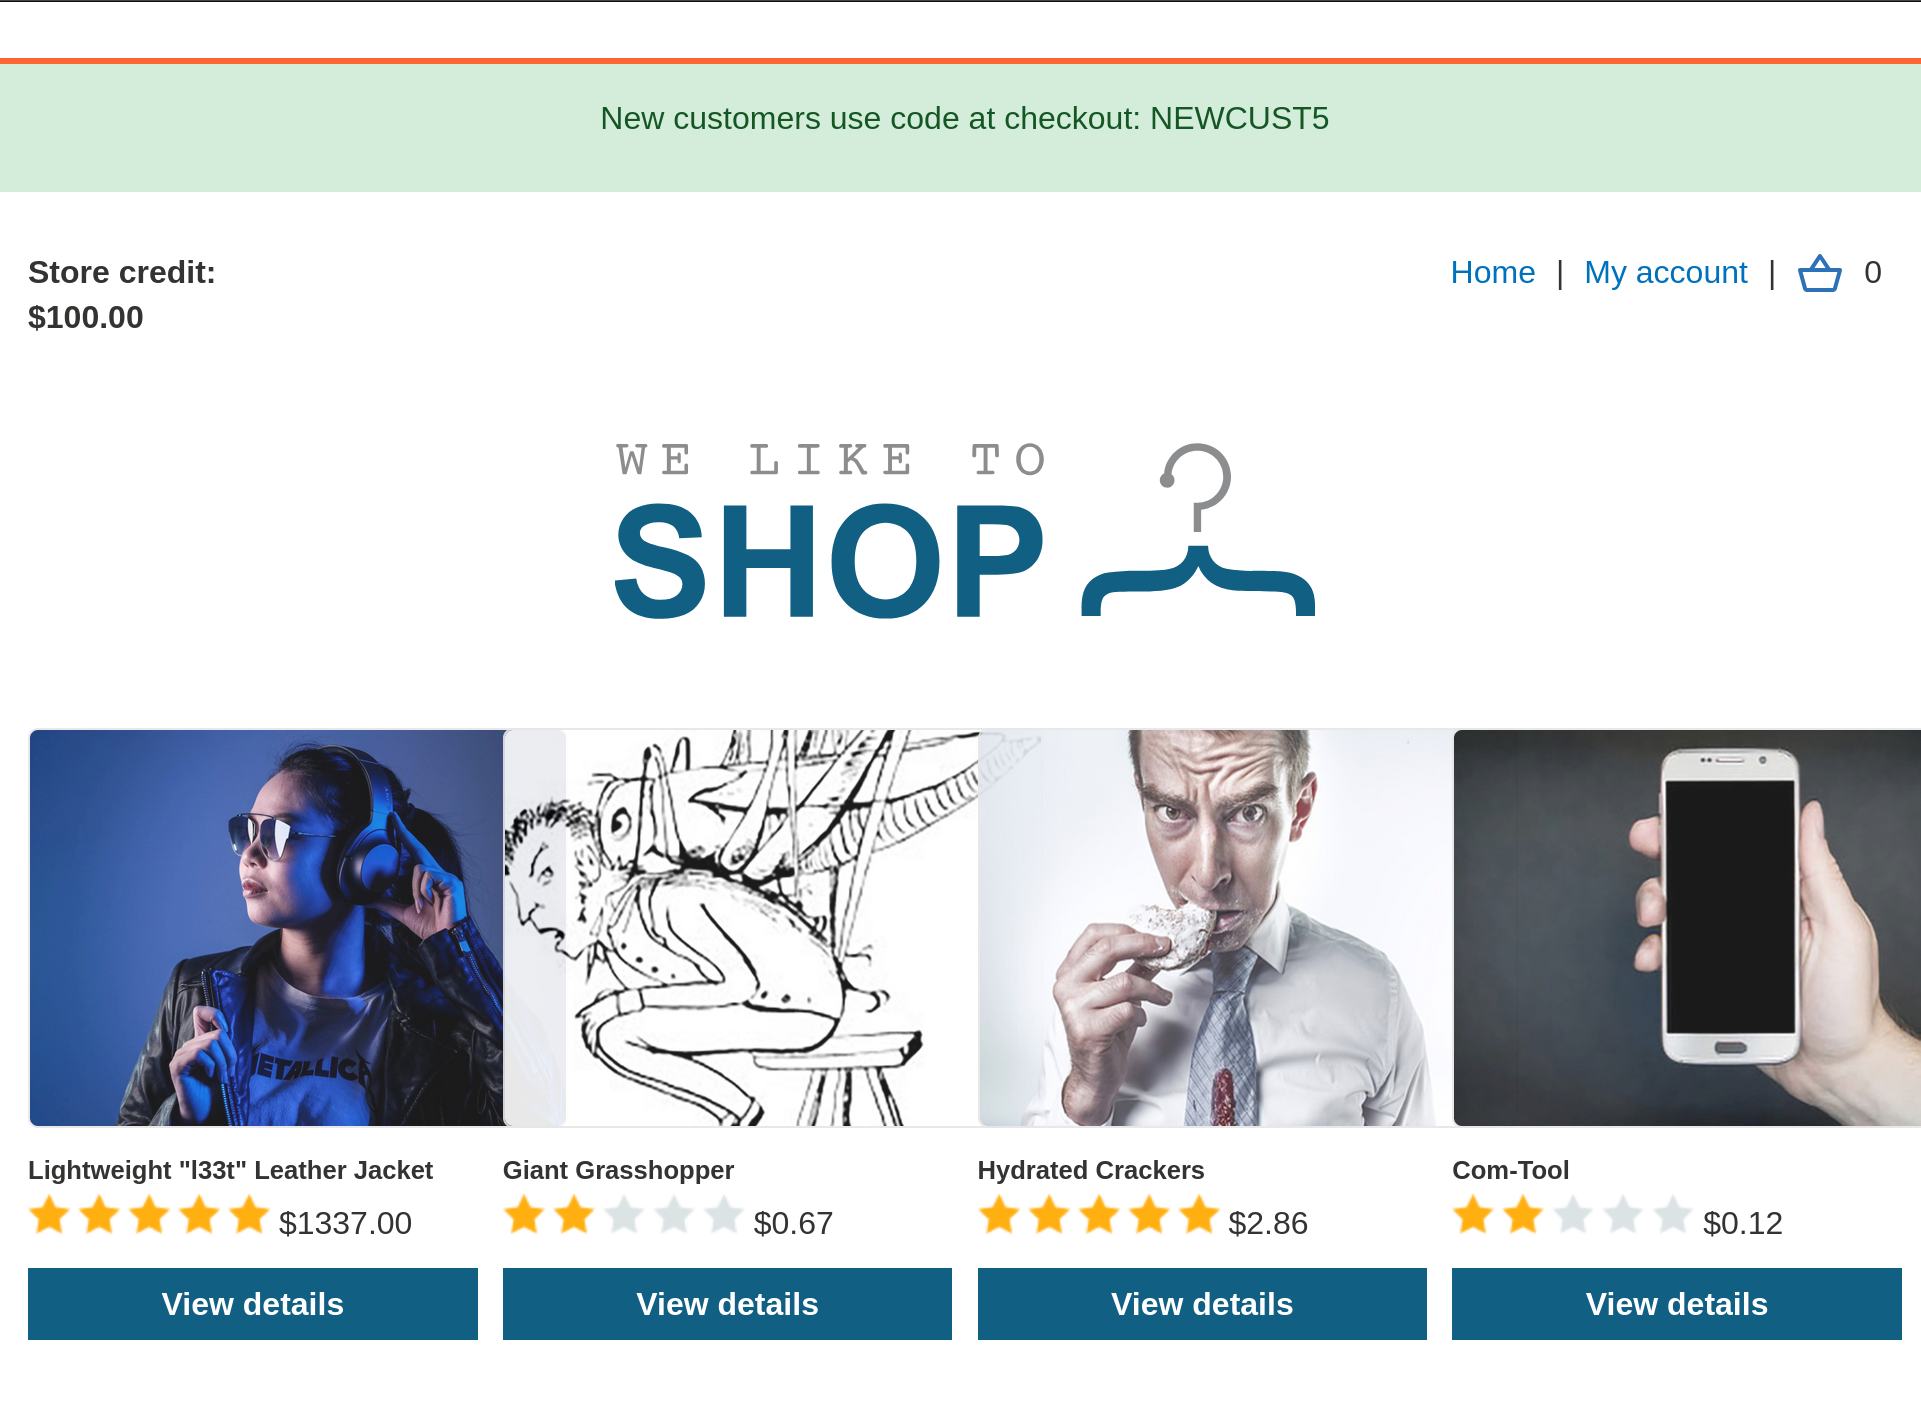 New customers use code at checkout: NEWCUST5
Store credit:
$100.00
Home | My account | 0
WE LIKE TO
SHOP
METALLICA
Lightweight "l33t" Leather Jacket
Giant Grasshopper
Hydrated Crackers
Com-Tool
$1337.00
$0.67
$2.86
$0.12
View details
View details
View details
View details